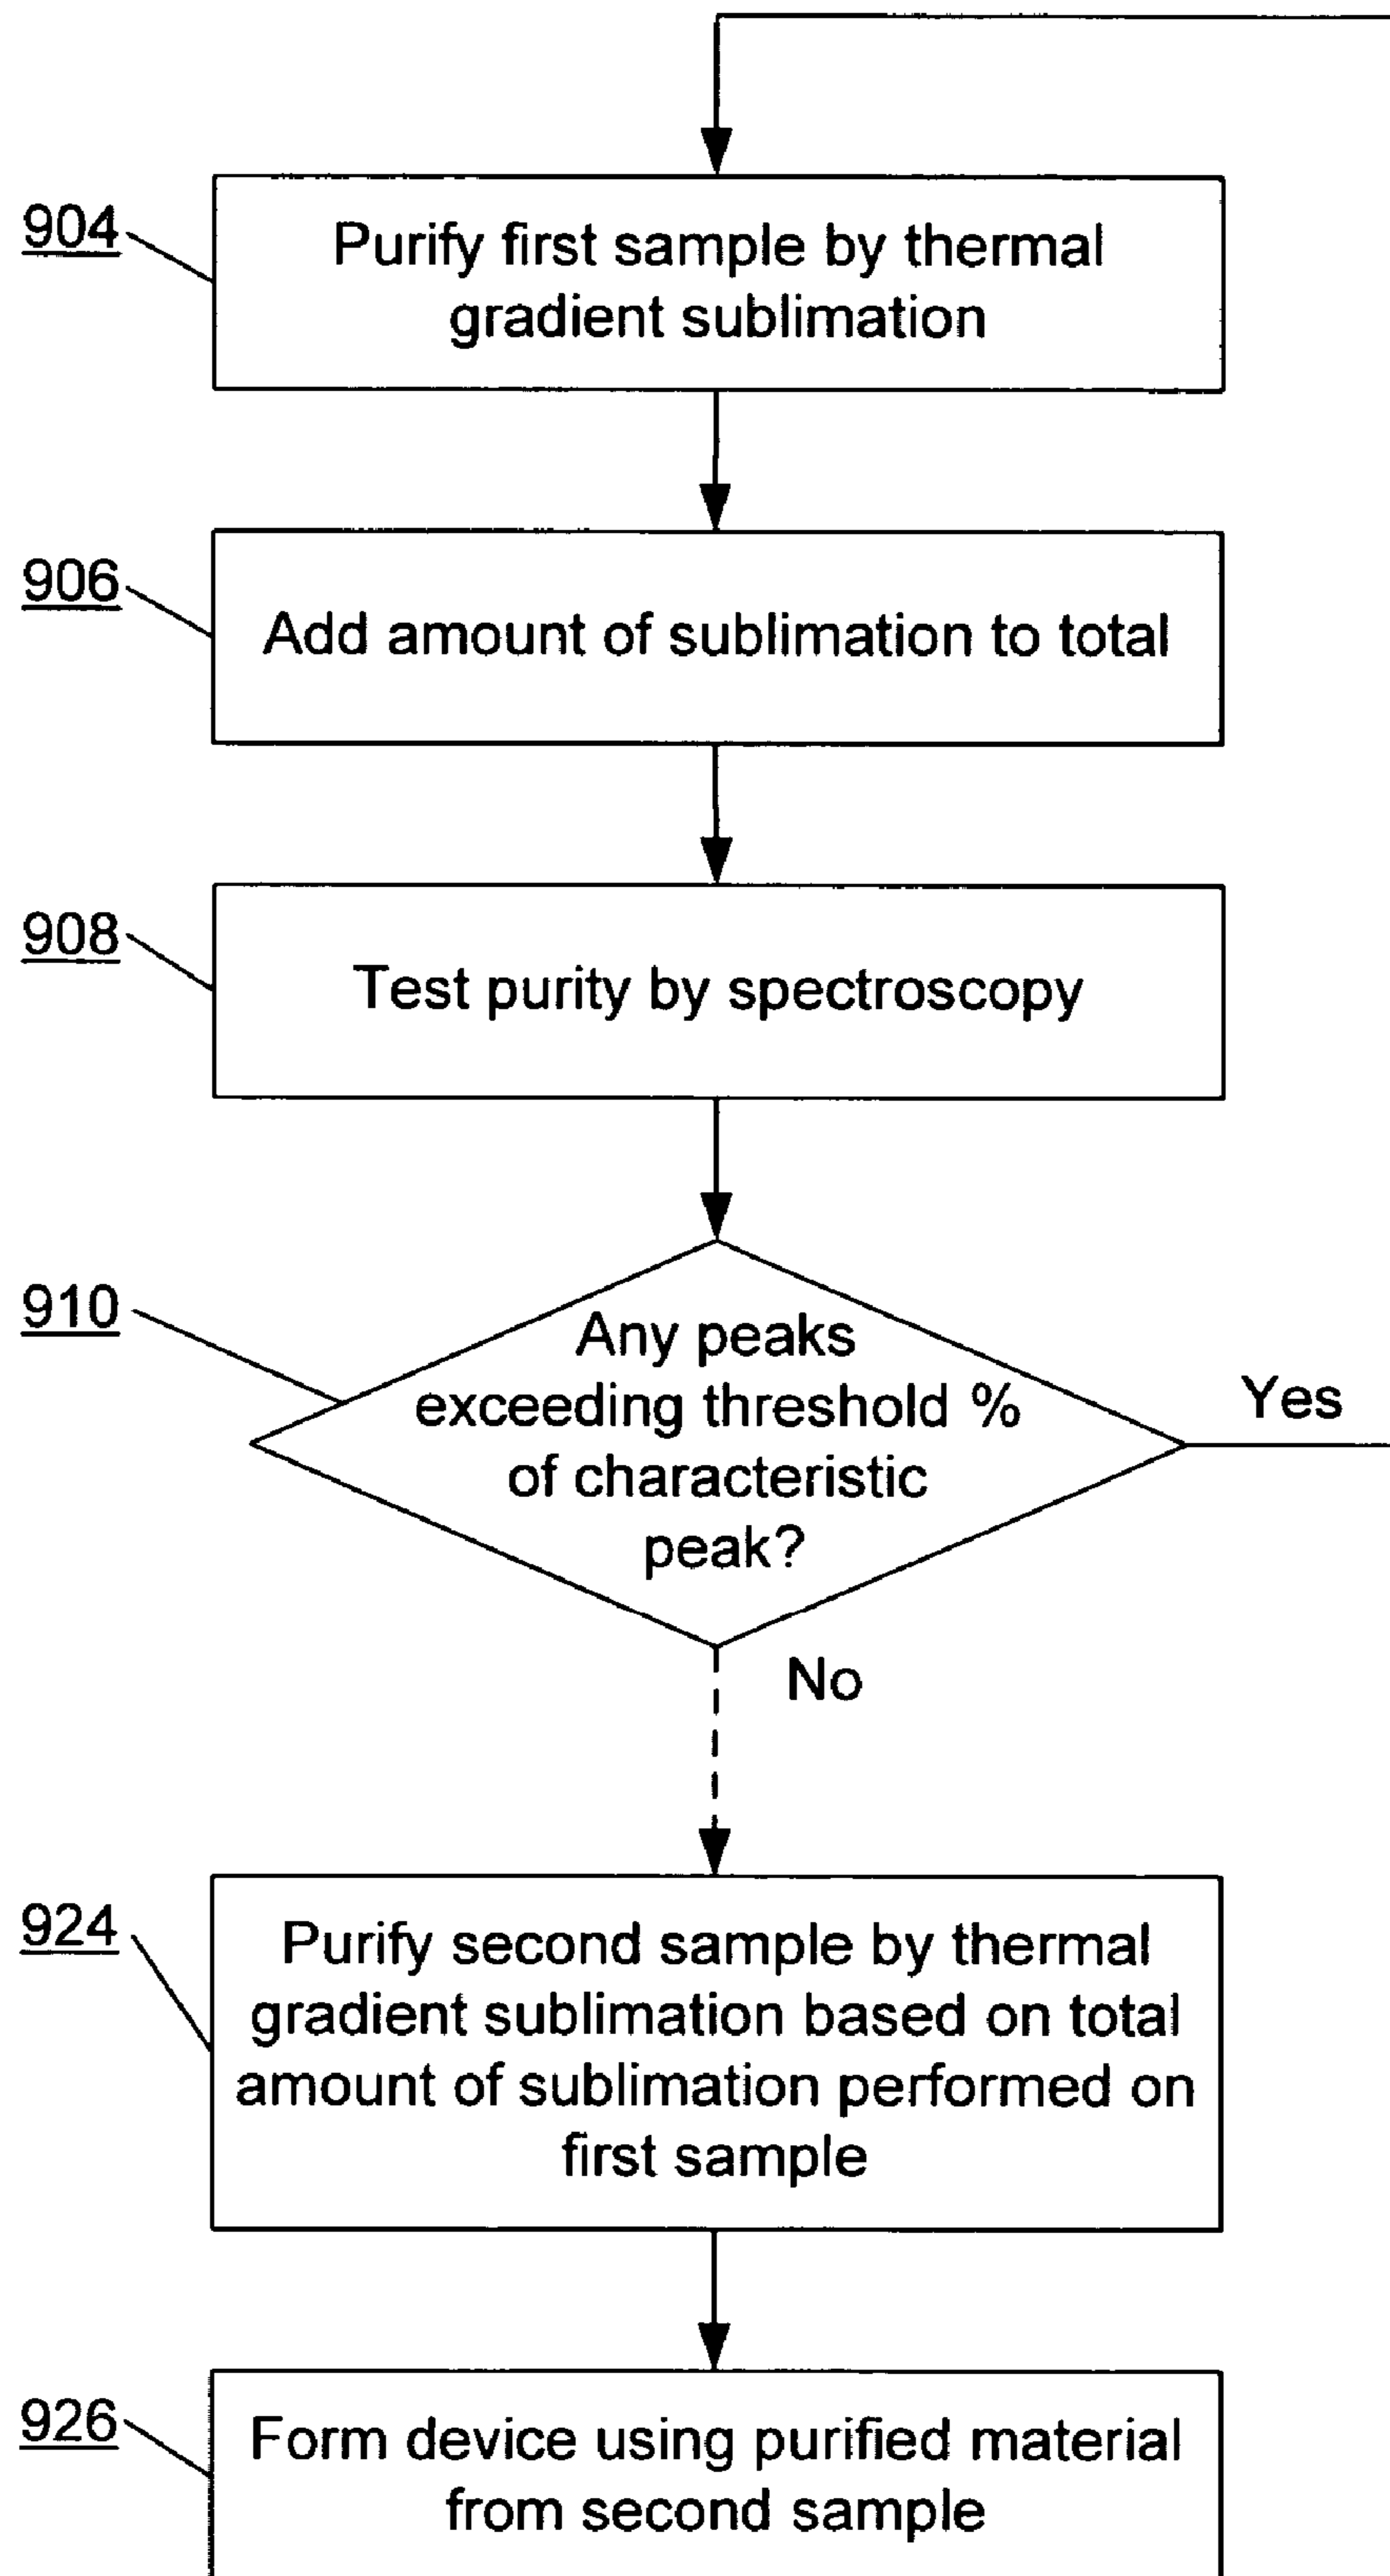 904
Purify first sample by thermal
gradient sublimation
906
Add amount of sublimation to total
908
Test purity by spectroscopy
910
Any peaks
exceeding threshold %
of characteristic
peak?
Yes
No
924
Purify second sample by thermal
gradient sublimation based on total
amount of sublimation performed on
first sample
926
Form device using purified material
from second sample